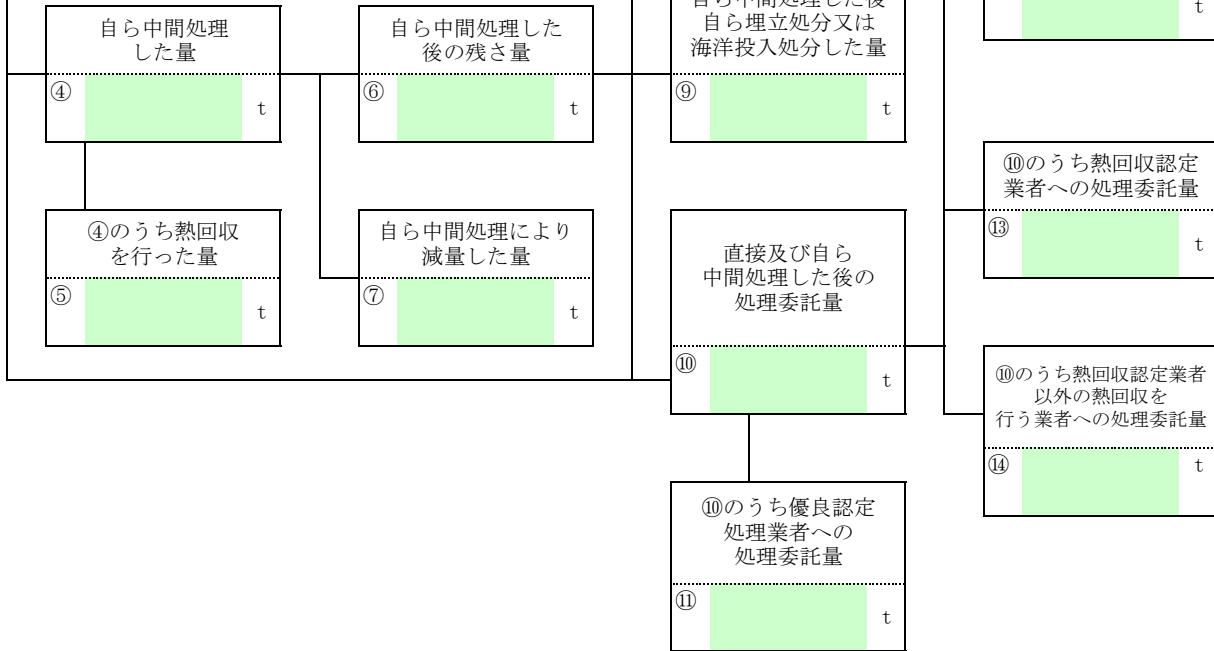 自ら中間処理
した量
④
t
自ら中間処理した
後の残さ量
⑥
t
自ら中間処理した後
自ら埋立処分又は
海洋投入処分した量
⑨
t
t
④のうち熱回収
を行った量
⑤
t
自ら中間処理により
減量した量
⑦
t
直接及び自ら
中間処理した後の
処理委託量
⑩
t
⑩のうち熱回収認定
業者への処理委託量
⑬
t
⑩のうち熱回収認定業者
以外の熱回収を
行う業者への処理委託量
⑭
t
⑩のうち優良認定
処理業者への
処理委託量
⑪
t